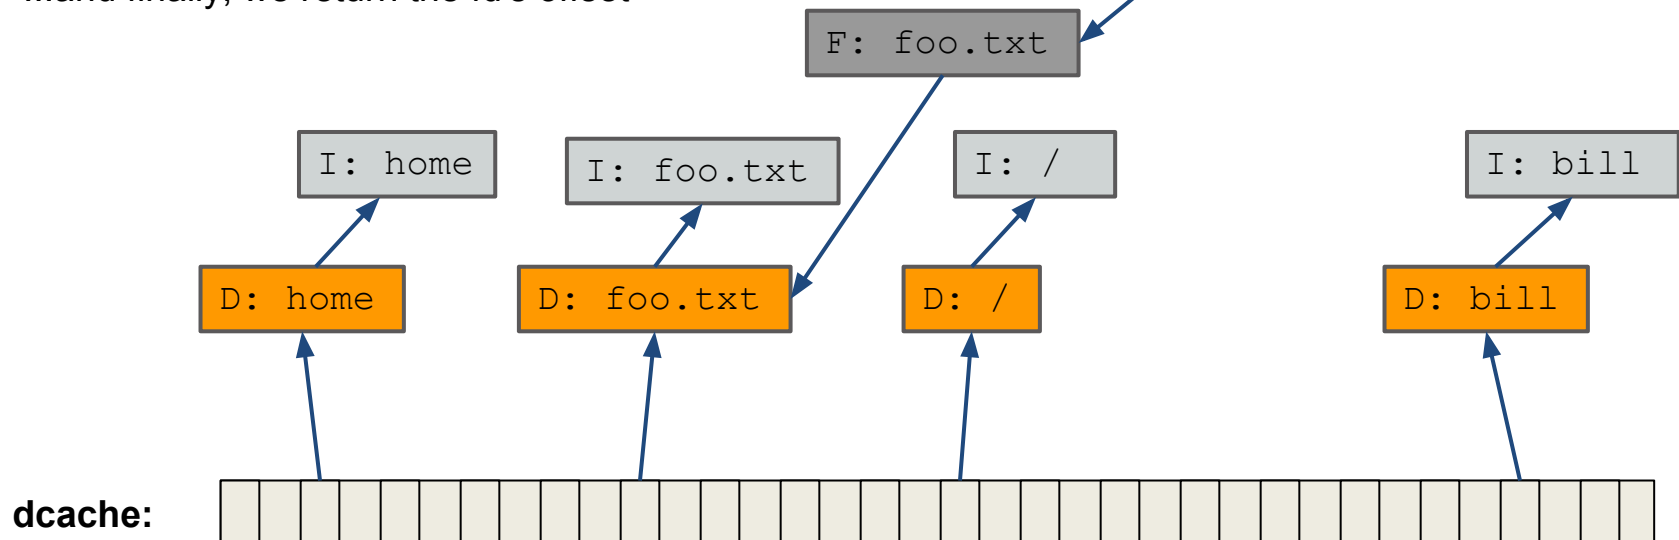 F: foo.txt
I: home
I: foo.txt
I: /
I: bill
D: home
D: foo.txt
D: /
D: bill
dcache: